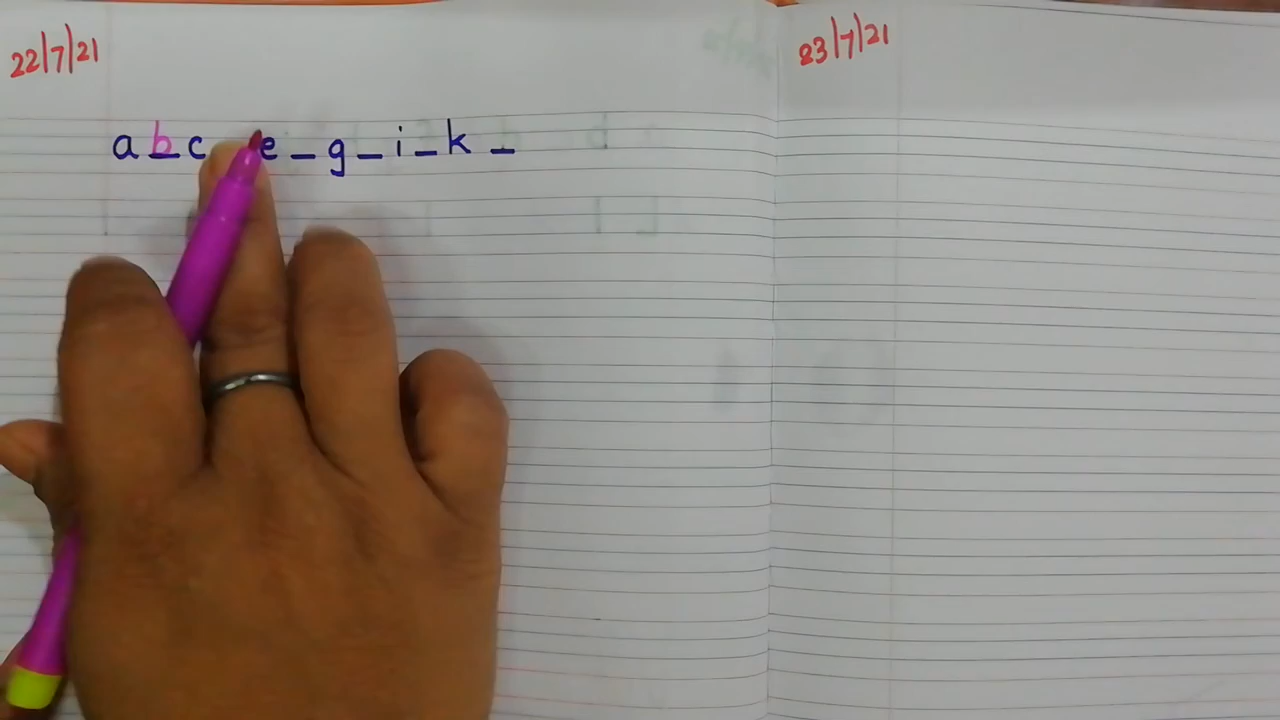 22/7/21
23/7/21
a b c e _ g _ i _ k _